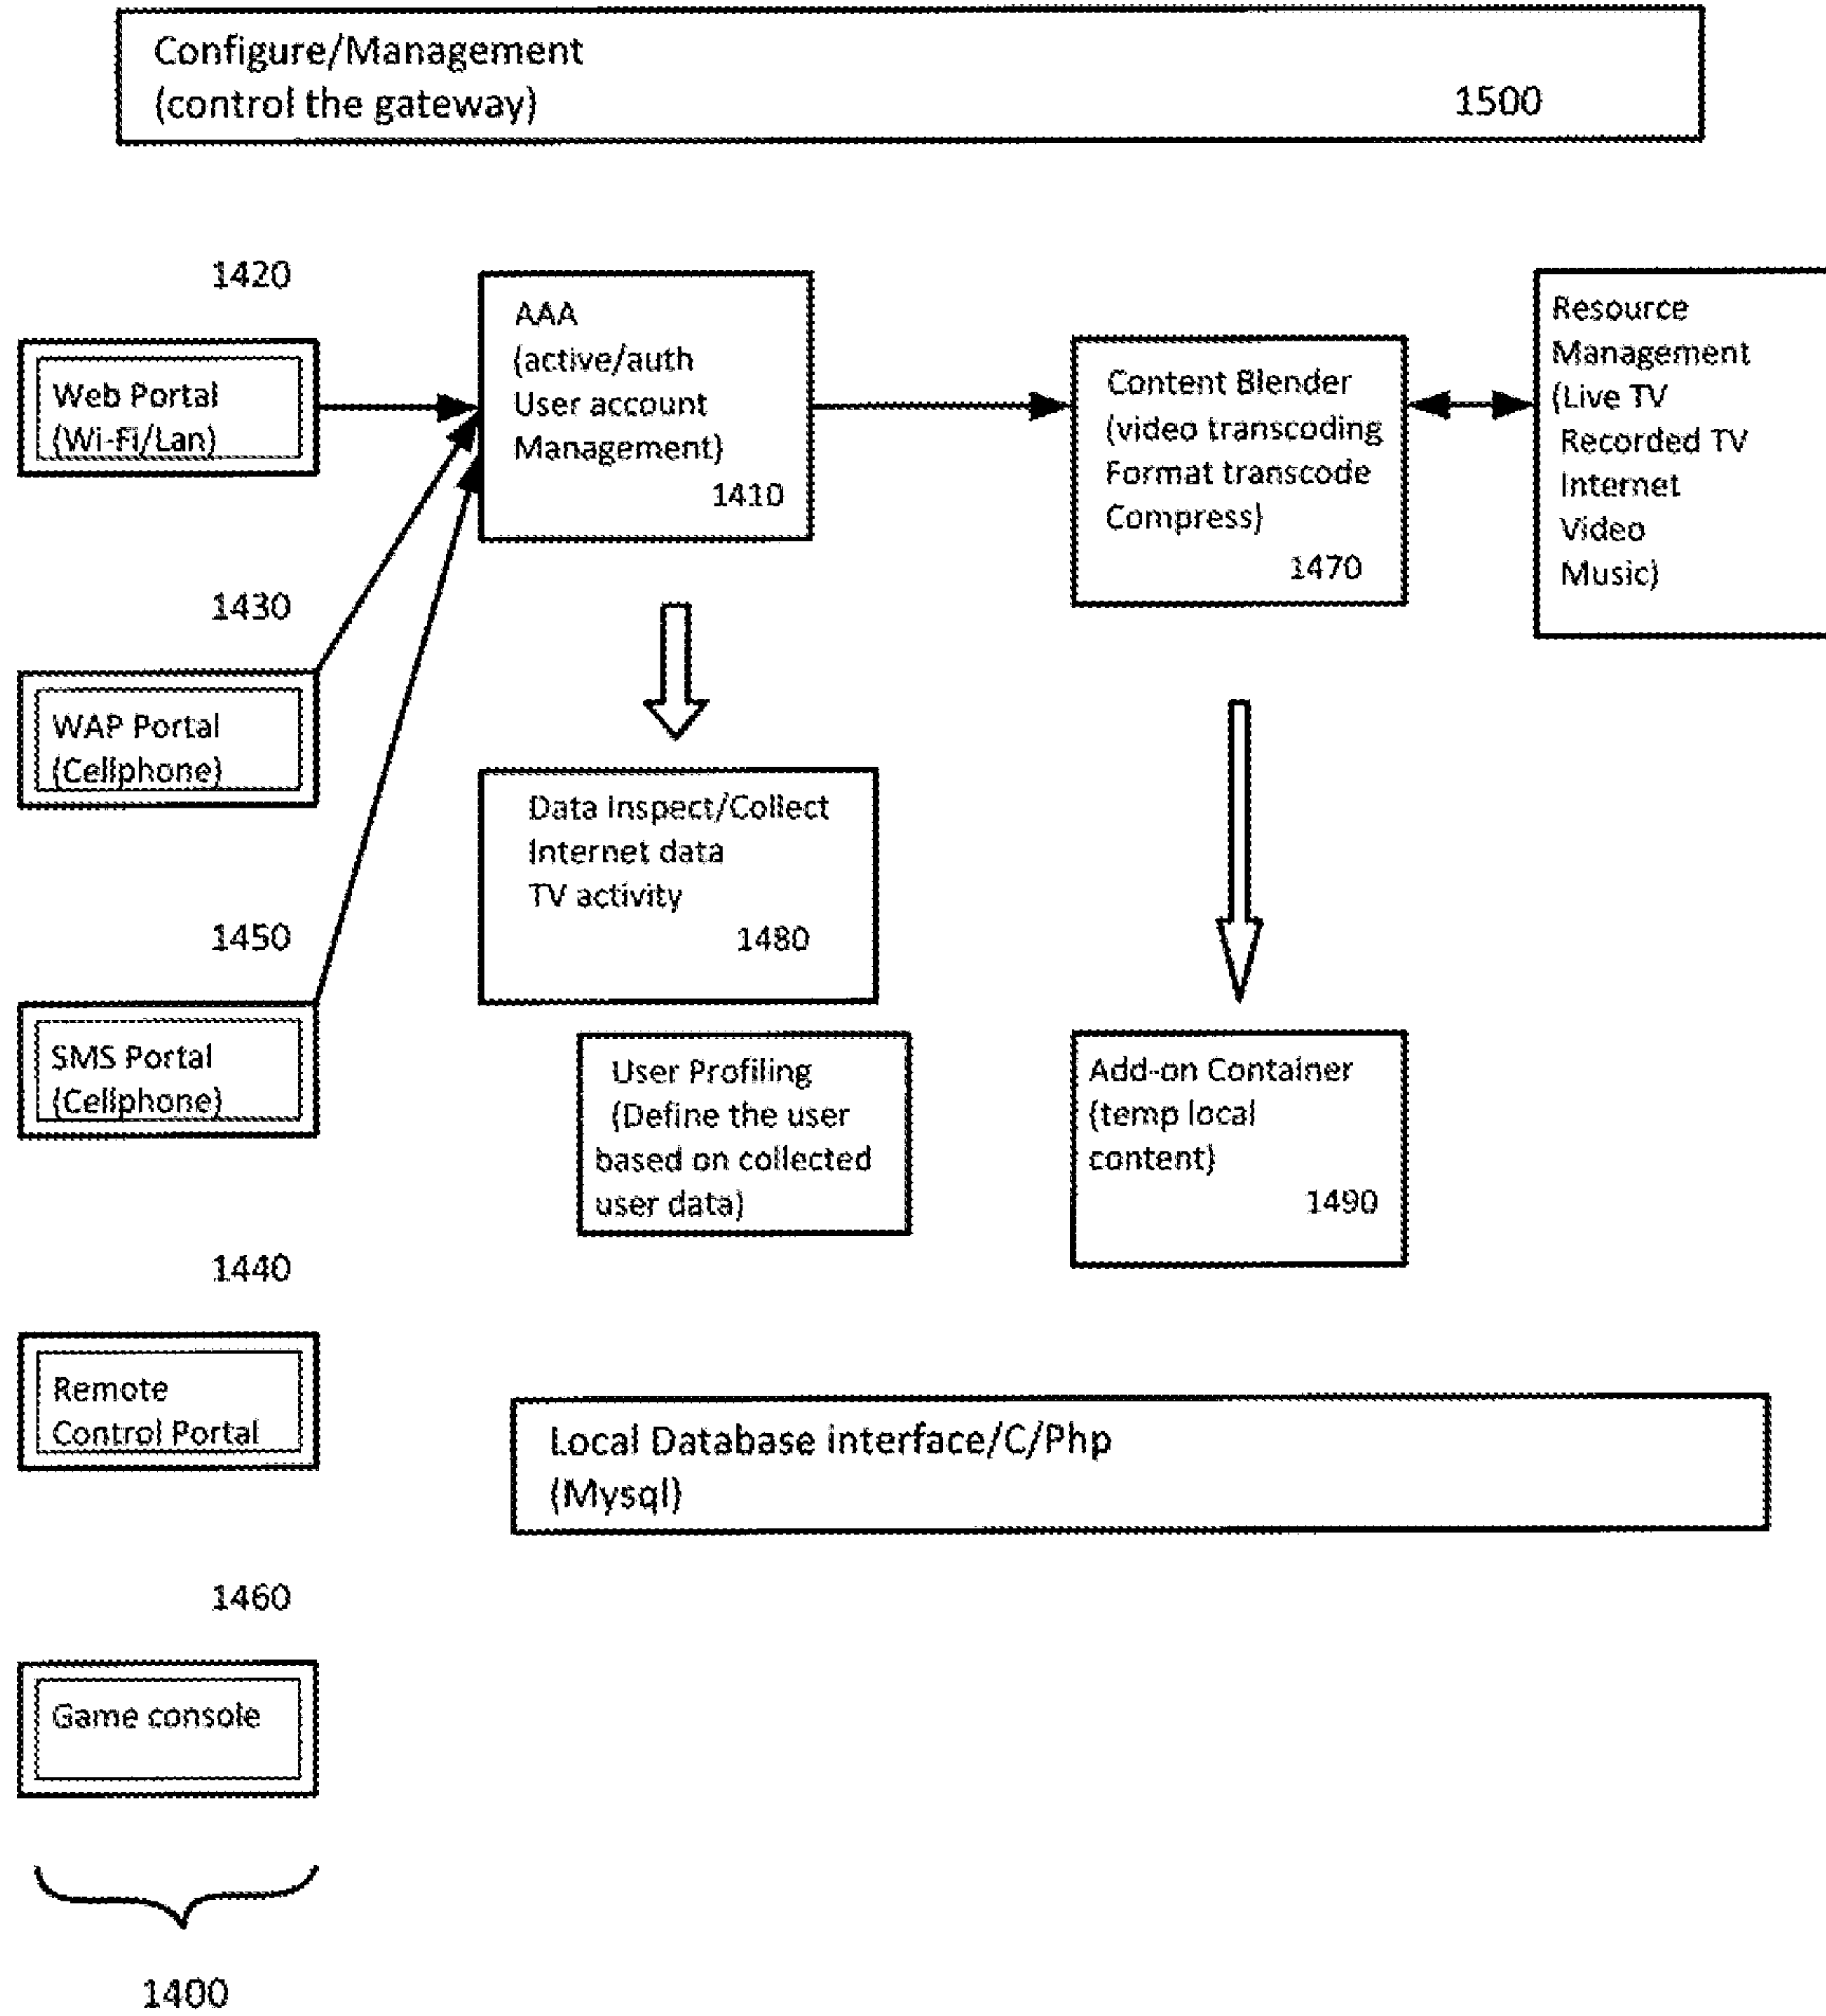 Configure/Management
(control the gateway)
1500
1420
Web Portal
(Wi-Fi/Lan)
1430
WAP Portal
(Cellphone)
1450
SMS Portal
(Cellphone)
1440
Remote
Control Portal
1460
Game console
1400
AAA
(active/auth
User account
Management)
1410
Data Inspect/Collect
Internet data
TV activity
1480
User Profiling
(Define the user
based on collected
user data)
Content Blender
(video transcoding
Format transcode
Compress)
1470
Add-on Container
(temp local
content)
1490
Resource
Management
(Live TV
Recorded TV
Internet
Video
Music)
Local Database interface/C/Php
(Mysql)